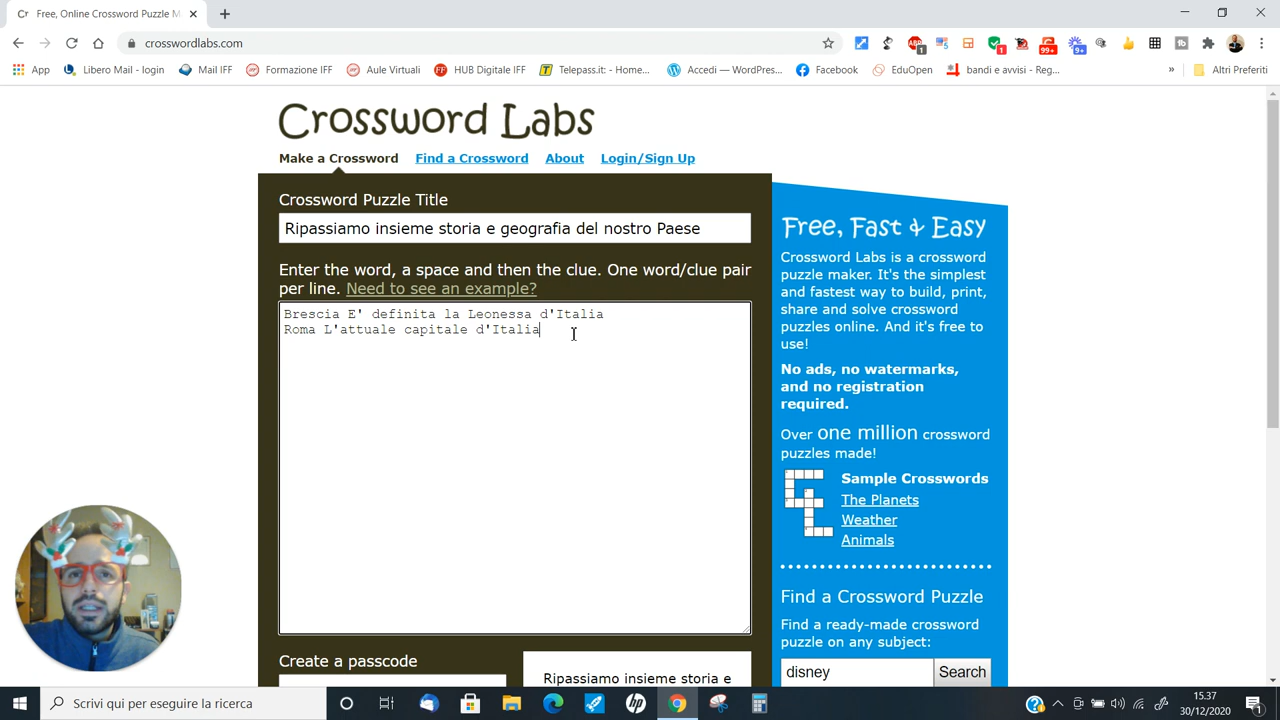 Cr Free, Online Crossword Puzzle M
crosswordlabs.com
1
5
1
99+
9+
App
Libero Mail - login
Mail IFF
Formazione IFF
Aule Virtuali
HUB Digitale IFF
Telepass.it: - Home...
Accedi — WordPres...
Facebook
EduOpen
bandi e avvisi - Reg...
»
Altri Preferiti
Crossword Labs
Make a Crossword
Find a Crossword
About
Login/Sign Up
Crossword Puzzle Title
Ripassiamo insieme storia e geografia del nostro Paese
Enter the word, a space and then the clue. One word/clue pair
per line. Need to see an example?
Brescia E' definita la Leonessa d'Italia
Roma L'attuale capitale d'Italia
Create a passcode
Ripassiamo insieme storia e
Free, Fast & Easy
Crossword Labs is a crossword
puzzle maker. It's the simplest
and fastest way to build, print,
share and solve crossword
puzzles online. And it's free to
use!
No ads, no watermarks,
and no registration
required.
Over one million crossword
puzzles made!
Sample Crosswords
The Planets
Weather
Animals
Find a Crossword Puzzle
Find a ready-made crossword
puzzle on any subject:
disney
Search
Scrivi qui per eseguire la ricerca
hp
15.37
30/12/2020
1